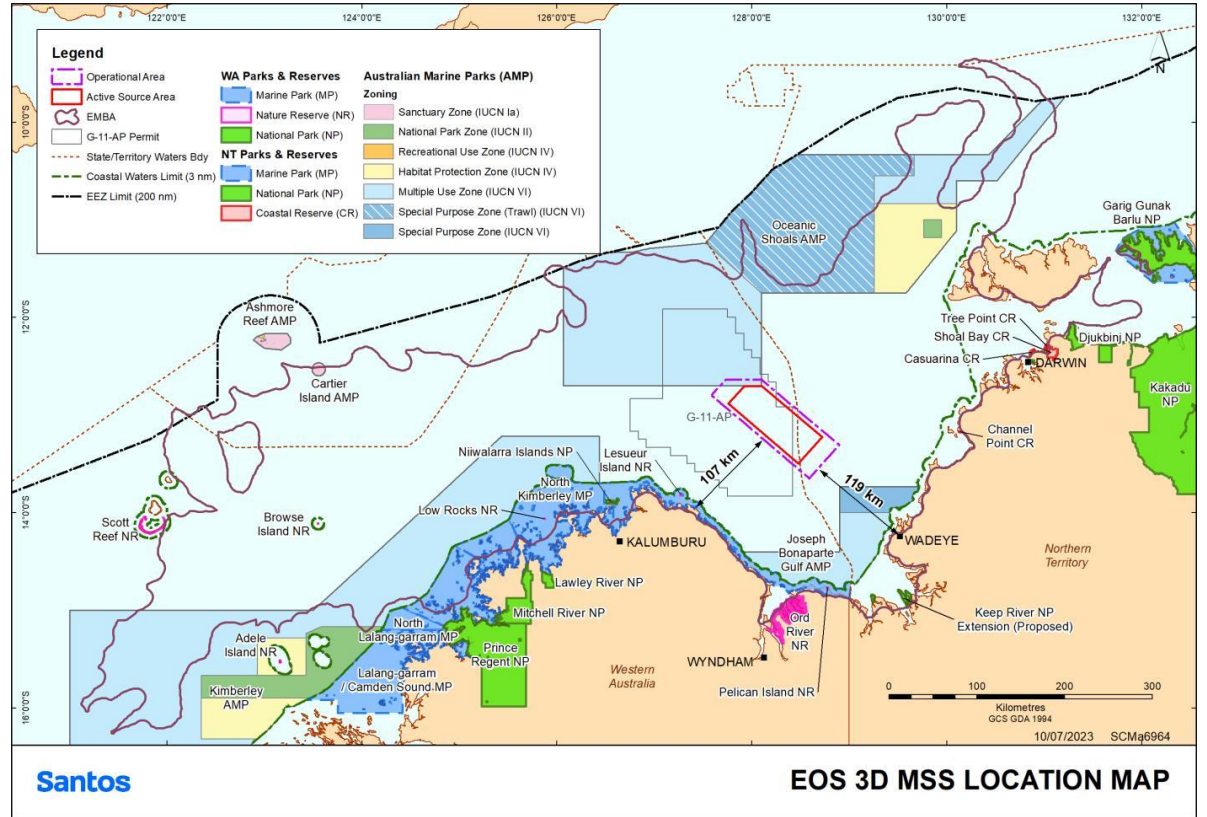 122°0'0"E
124°0'0"E
126°0'0"E
128°0'0"E
130°0'0"E
132°0'0"E
N
10°0'0"S
12°0'0"S
14°0'0"S
16°0'0"S
Legend
Operational Area
Active Source Area
EMBA
G-11-AP Permit
State/Territory Waters Bdy
Coastal Waters Limit (3 nm)
EEZ Limit (200 nm)
WA Parks & Reserves
Marine Park (MP)
Nature Reserve (NR)
National Park (NP)
NT Parks & Reserves
Marine Park (MP)
National Park (NP)
Coastal Reserve (CR)
Australian Marine Parks (AMP)
Zoning
Sanctuary Zone (IUCN Ia)
National Park Zone (IUCN II)
Recreational Use Zone (IUCN IV)
Habitat Protection Zone (IUCN IV)
Multiple Use Zone (IUCN VI)
Special Purpose Zone (Trawl) (IUCN VI)
Special Purpose Zone (IUCN VI)
Oceanic
Shoals AMP
Garig Gunak
Barlu NP
Ashmore
Reef AMP
Cartier
Island AMP
Tree Point CR
Shoal Bay CR
Casuarina CR
Djukbinj NP
DARWIN
Kakadu
NP
Channel
Point CR
G-11-AP
107 km
119 km
Lesueur
Island NR
Niiwalarra Islands NP
North
Kimberley MP
Low Rocks NR
Scott
Reef NR
Browse
Island NR
KALUMBURU
WADEYE
Joseph
Bonaparte
Gulf AMP
Northern
Territory
Lawley River NP
Mitchell River NP
Keep River NP
Extension (Proposed)
Ord
River
NR
North
Lalang-garram MP
Prince
Regent NP
Adele
Island NR
Lalang-garram
/ Camden Sound MP
Kimberley
AMP
WYNDHAM
Western
Australia
Pelican Island NR
0 100 200 300
Kilometres
GCS GDA 1994
10/07/2023 SCMa6964
Santos
EOS 3D MSS LOCATION MAP